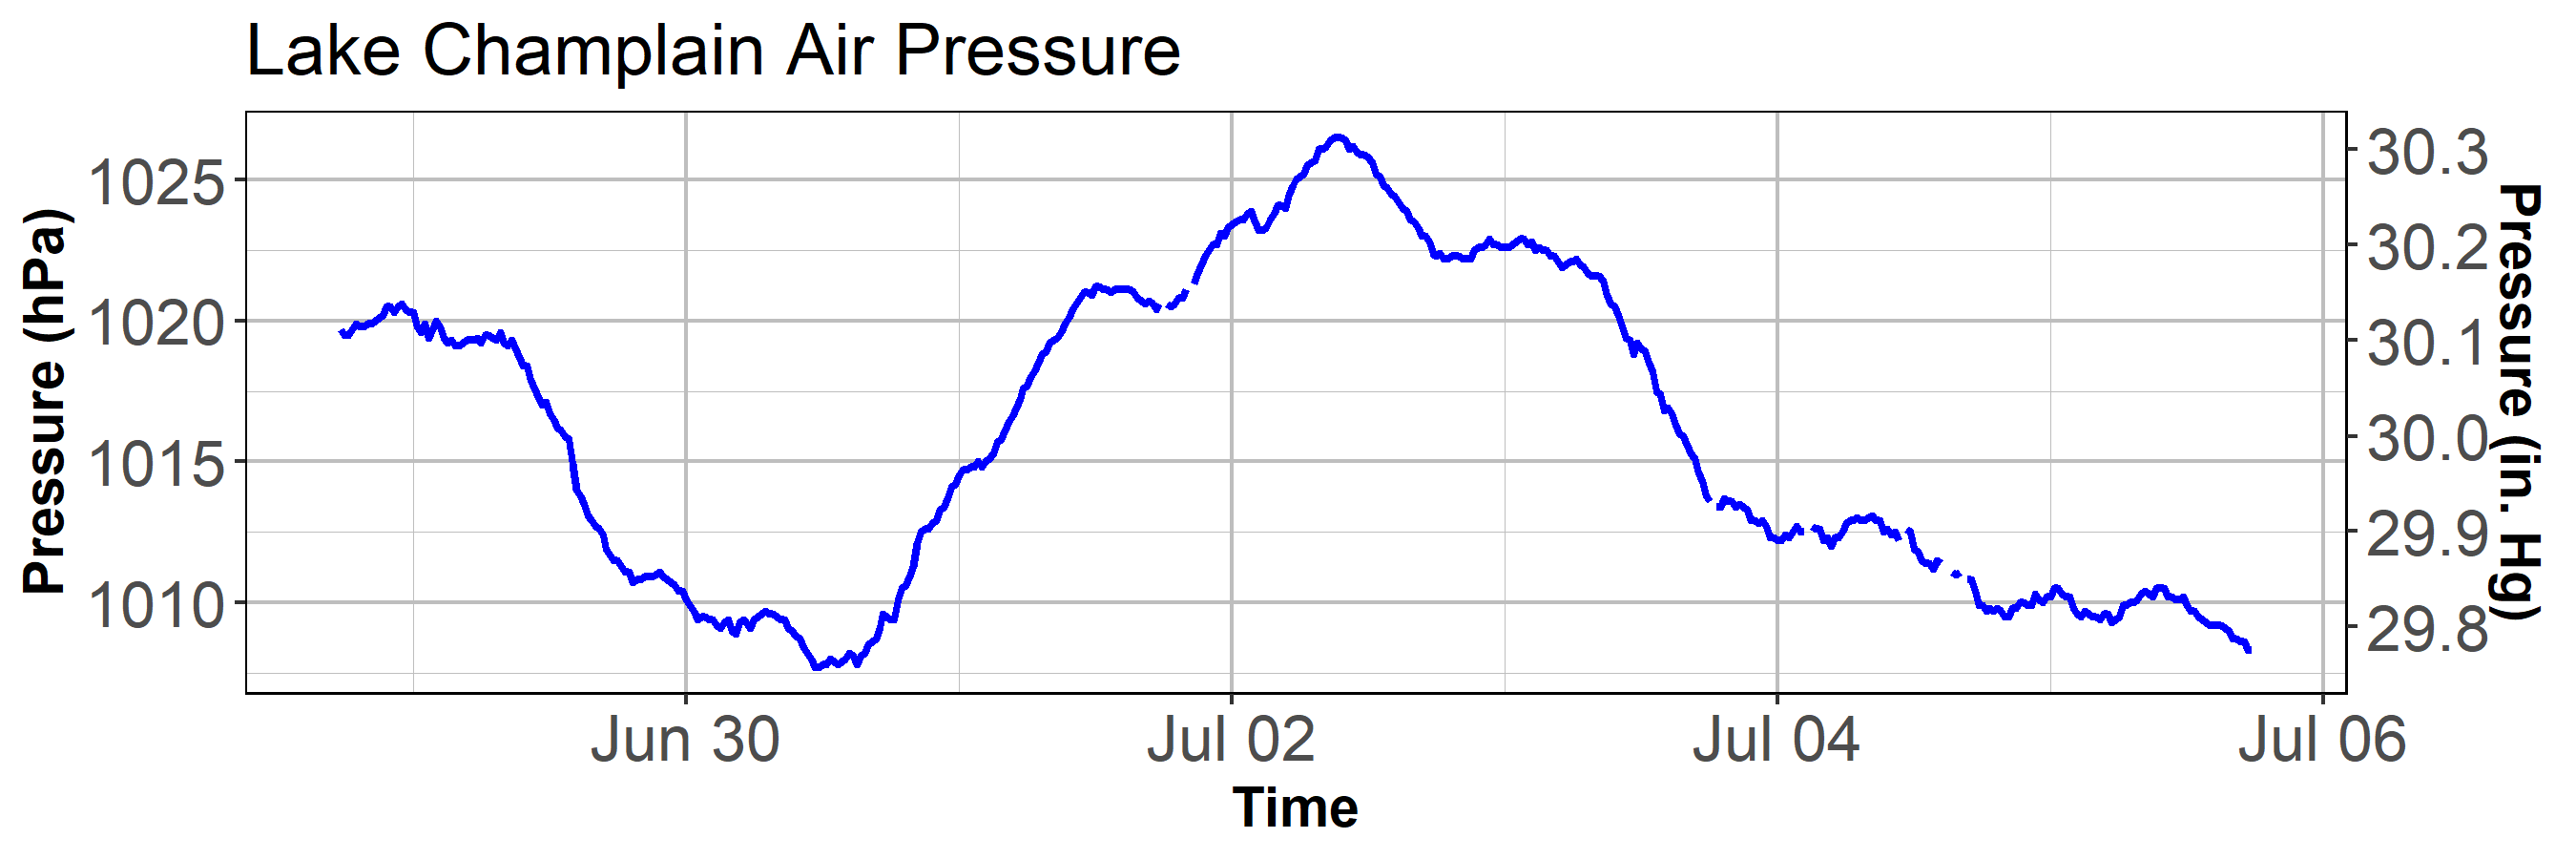 Lake Champlain Air Pressure
Pressure (hPa)
1025
1020
1015
1010
30.3
30.2
30.1
30.0
29.9
29.8
Pressure (in. Hg)
Jun 30
Jul 02
Jul 04
Jul 06
Time